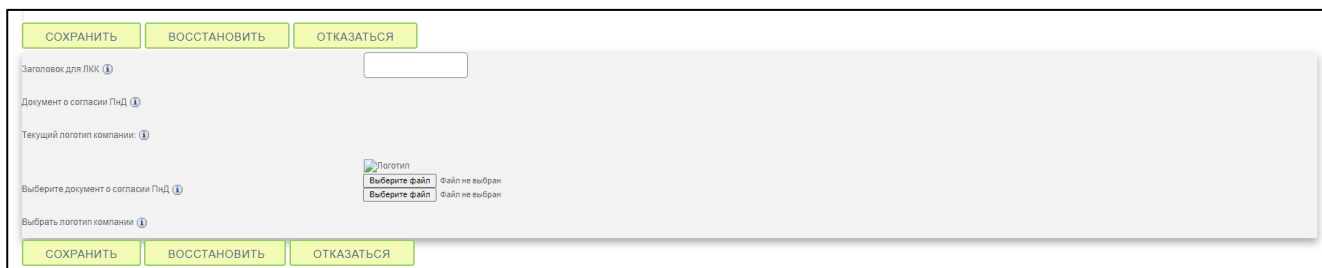 СОХРАНИТЬ ВОССТАНОВИТЬ ОТКАЗАТЬСЯ
Заголовок для ЛКК
Документ о согласии ПнД
Текущий логотип компании:
Логотип
Выберите файл Файл не выбран
Выберите документ о согласии ПнД
Выберите файл Файл не выбран
Выбрать логотип компании
СОХРАНИТЬ ВОССТАНОВИТЬ ОТКАЗАТЬСЯ